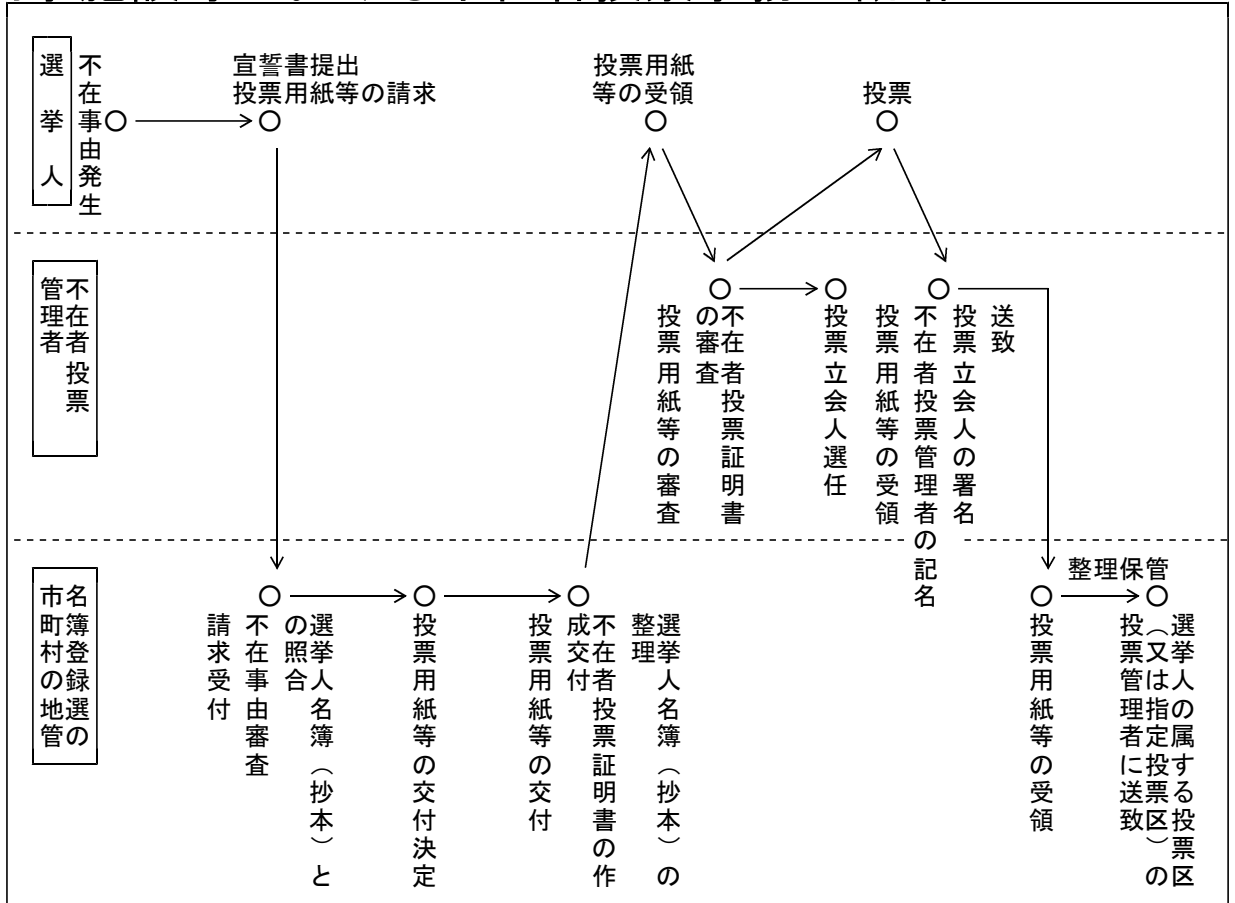 選挙人
不在事由発生
宣誓書提出
投票用紙等の請求
投票用紙
等の受領
投票
不在者投票
管理者
不在者投票証明書
の審査
投票用紙等の審査
投票立会人選任
送致
投票立会人の署名
不在者投票管理者の記名
投票用紙等の受領
名簿登録選の
市町村の地管
選挙人名簿（抄本）と
の照合
不在事由審査
請求受付
投票用紙等の交付決定
選挙人名簿（抄本）の
整理
不在者投票証明書の作
成交付
投票用紙等の交付
投票用紙等の受領
整理保管
選挙人の属する投票区
（又は指定投票区）の
投票管理者に送致